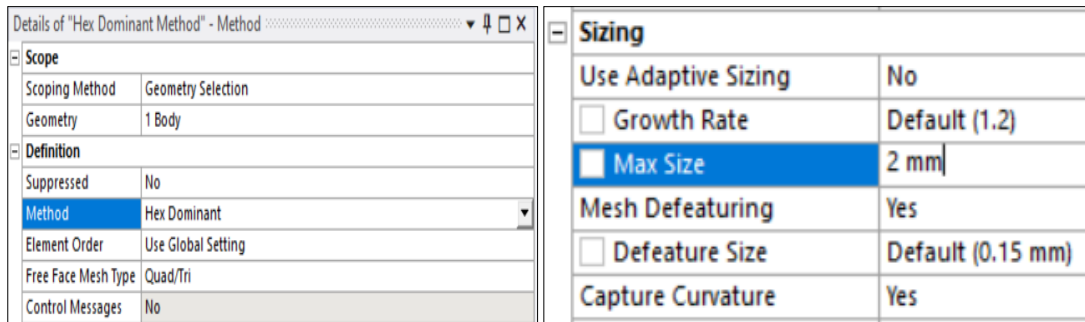 Details of "Hex Dominant Method" - Method
Scope
Scoping Method Geometry Selection
Geometry 1 Body
Definition
Suppressed No
Method Hex Dominant
Element Order Use Global Setting
Free Face Mesh Type Quad/Tri
Control Messages No
Sizing
Use Adaptive Sizing No
Growth Rate Default (1.2)
Max Size 2 mm
Mesh Defeaturing Yes
Defeature Size Default (0.15 mm)
Capture Curvature Yes